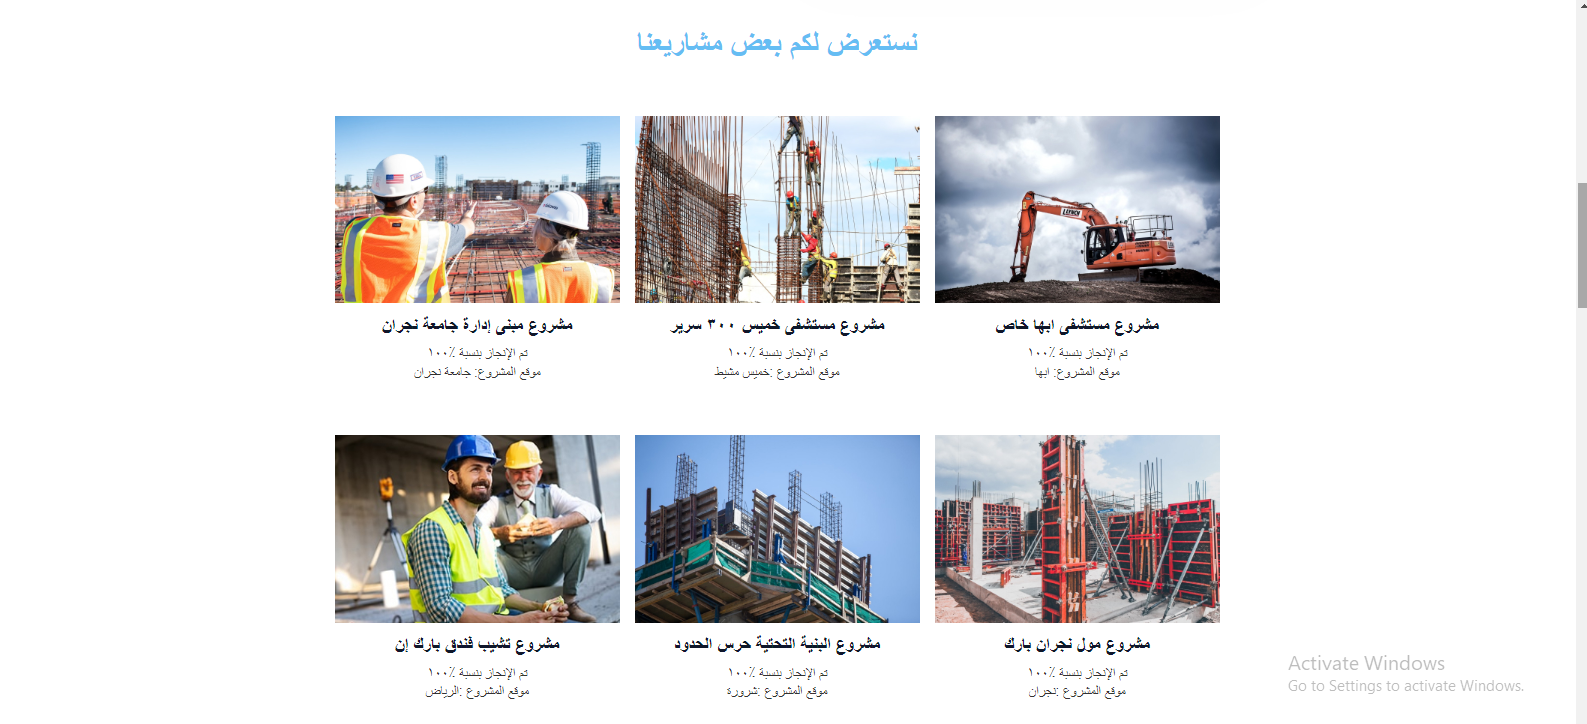 نستعرض لكم بعض مشاريعنا
LEFFCH
مشروع مستشفى ابها خاص
تم الإنجاز بنسبة ٪١٠٠
موقع المشروع: ابها
مشروع مستشفى خميس ٣٠٠ سرير
تم الإنجاز بنسبة ٪١٠٠
موقع المشروع :خميس مشيط
مشروع مبنى إدارة جامعة نجران
تم الإنجاز بنسبة ٪١٠٠
موقع المشروع: جامعة نجران
مشروع مول نجران بارك
تم الإنجاز بنسبة ٪١٠٠
موقع المشروع :نجران
مشروع البنية التحتية حرس الحدود
تم الإنجاز بنسبة ٪١٠٠
موقع المشروع :شرورة
مشروع تشيب فندق بارك إن
تم الإنجاز بنسبة ٪١٠٠
موقع المشروع :الرياض
Activate Windows
Go to Settings to activate Windows.